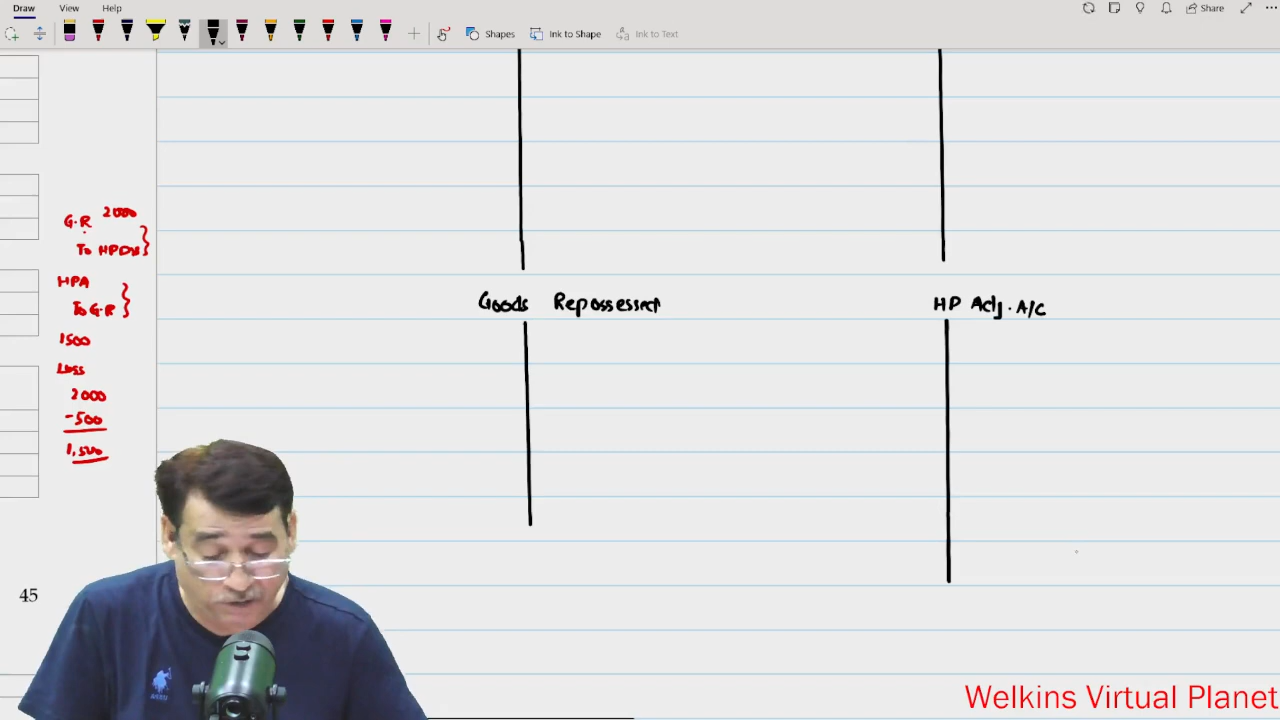 Draw View Help
Share
Shapes Ink to Shape Ink to Text
G.R 2000
To HPDrs
HPA
To G.R
1500
Loss
2000
-500
1,500
Goods Repossessed
HP Adj. A/C
45
Welkins Virtual Planet